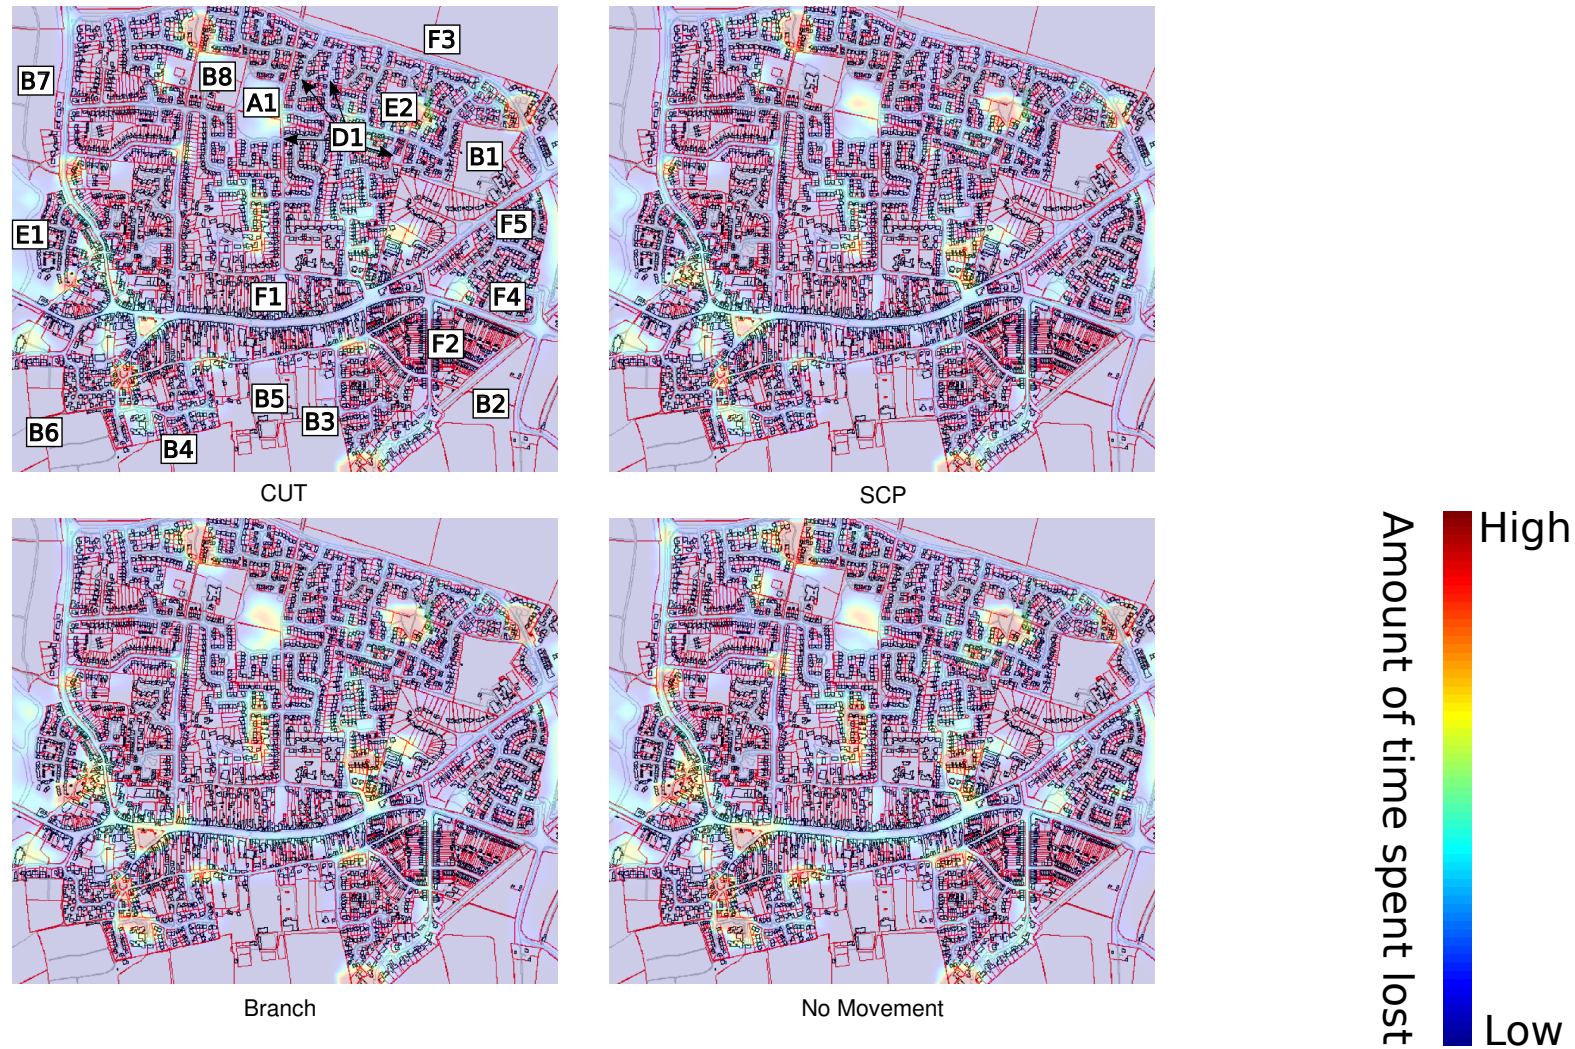 F3
B7
B8
A1
E2
D1
B1
E1
F5
F1
F4
F2
B5
B2
B3
B6
B4
CUT
SCP
Branch
No Movement
Amount of time spent lost
High
Low